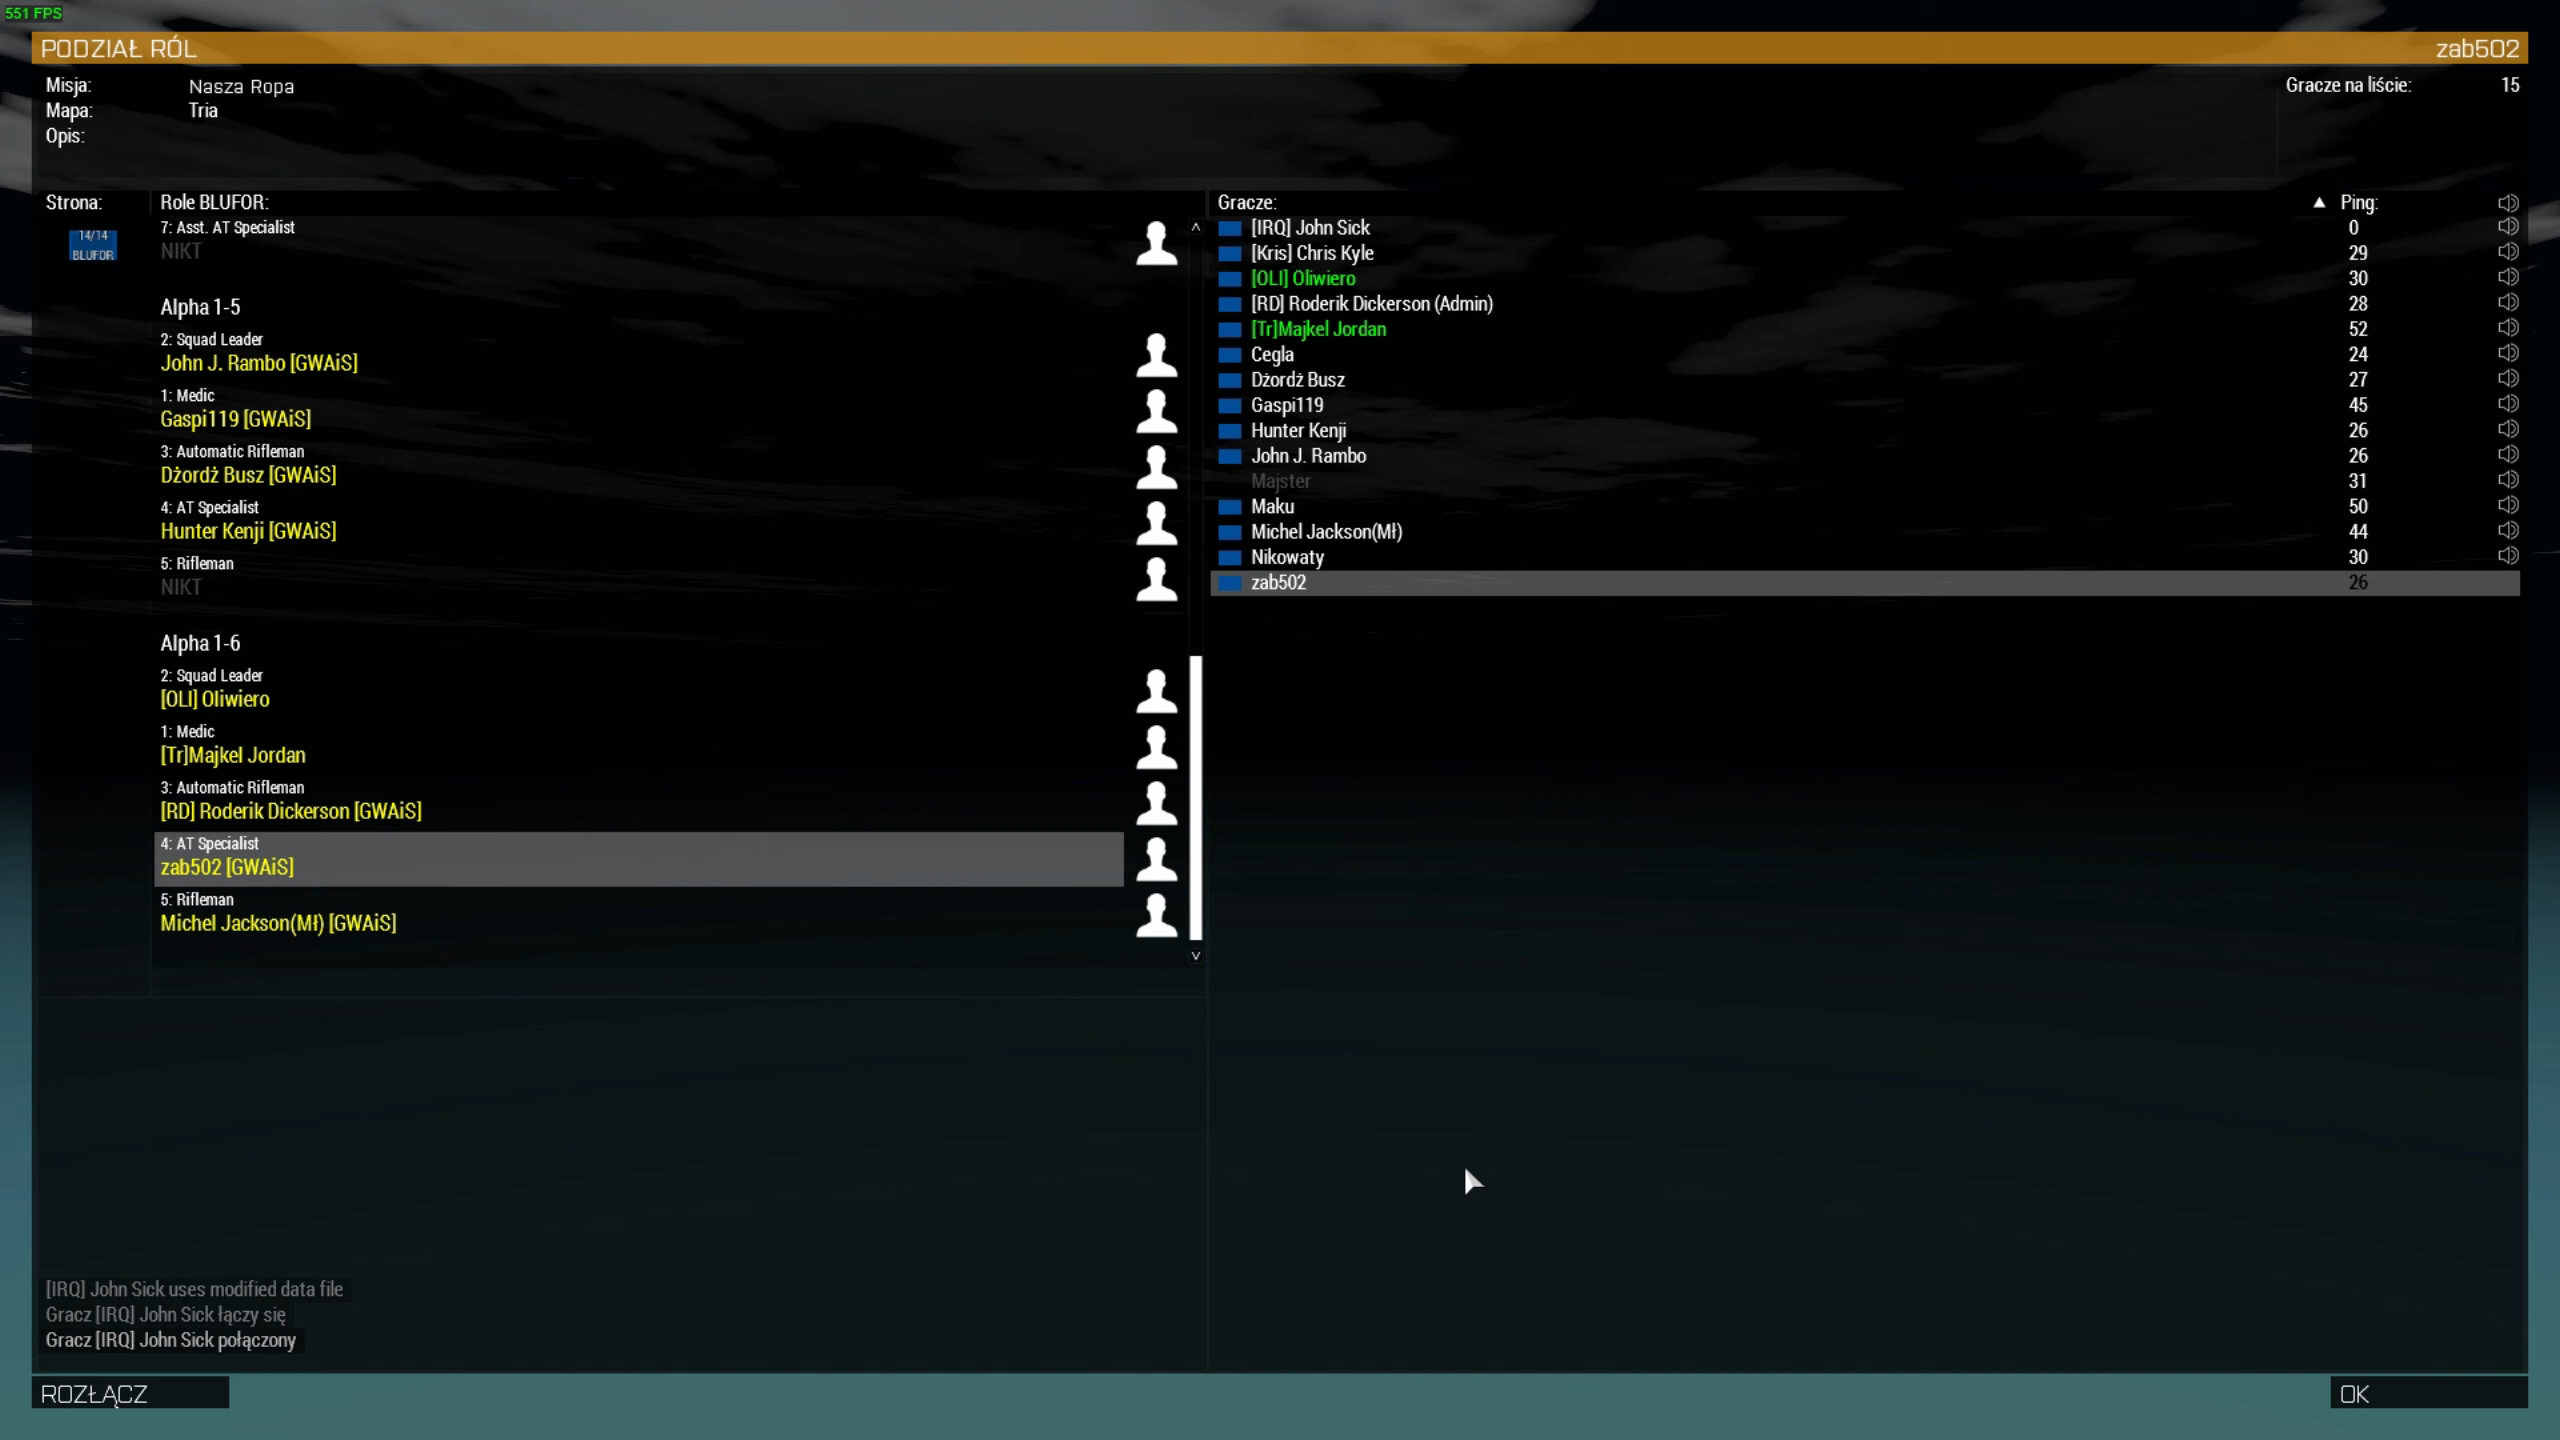 551 FPS
PODZIAŁ RÓL
zab502
Misja: Nasza Ropa
Gracze na liście: 15
Mapa: Tria
Opis:
Strona:
14/14
BLUFOR
Role BLUFOR:
7: Asst. AT Specialist
NIKT
Alpha 1-5
2: Squad Leader
John J. Rambo [GWAiS]
1: Medic
Gaspi119 [GWAiS]
3: Automatic Rifleman
Dżordż Busz [GWAiS]
4: AT Specialist
Hunter Kenji [GWAiS]
5: Rifleman
NIKT
Alpha 1-6
2: Squad Leader
[OLI] Oliwiero
1: Medic
[Tr]Majkel Jordan
3: Automatic Rifleman
[RD] Roderik Dickerson [GWAiS]
4: AT Specialist
zab502 [GWAiS]
5: Rifleman
Michel Jackson(Mł) [GWAiS]
Gracze: Ping:
[IRQ] John Sick 0
[Kris] Chris Kyle 29
[OLI] Oliwiero 30
[RD] Roderik Dickerson (Admin) 28
[Tr]Majkel Jordan 52
Cegla 24
Dżordż Busz 27
Gaspi119 45
Hunter Kenji 26
John J. Rambo 26
Majster 31
Maku 50
Michel Jackson(Mł) 44
Nikowaty 30
zab502 26
[IRQ] John Sick uses modified data file
Gracz [IRQ] John Sick łączy się
Gracz [IRQ] John Sick połączony
ROZŁĄCZ
OK